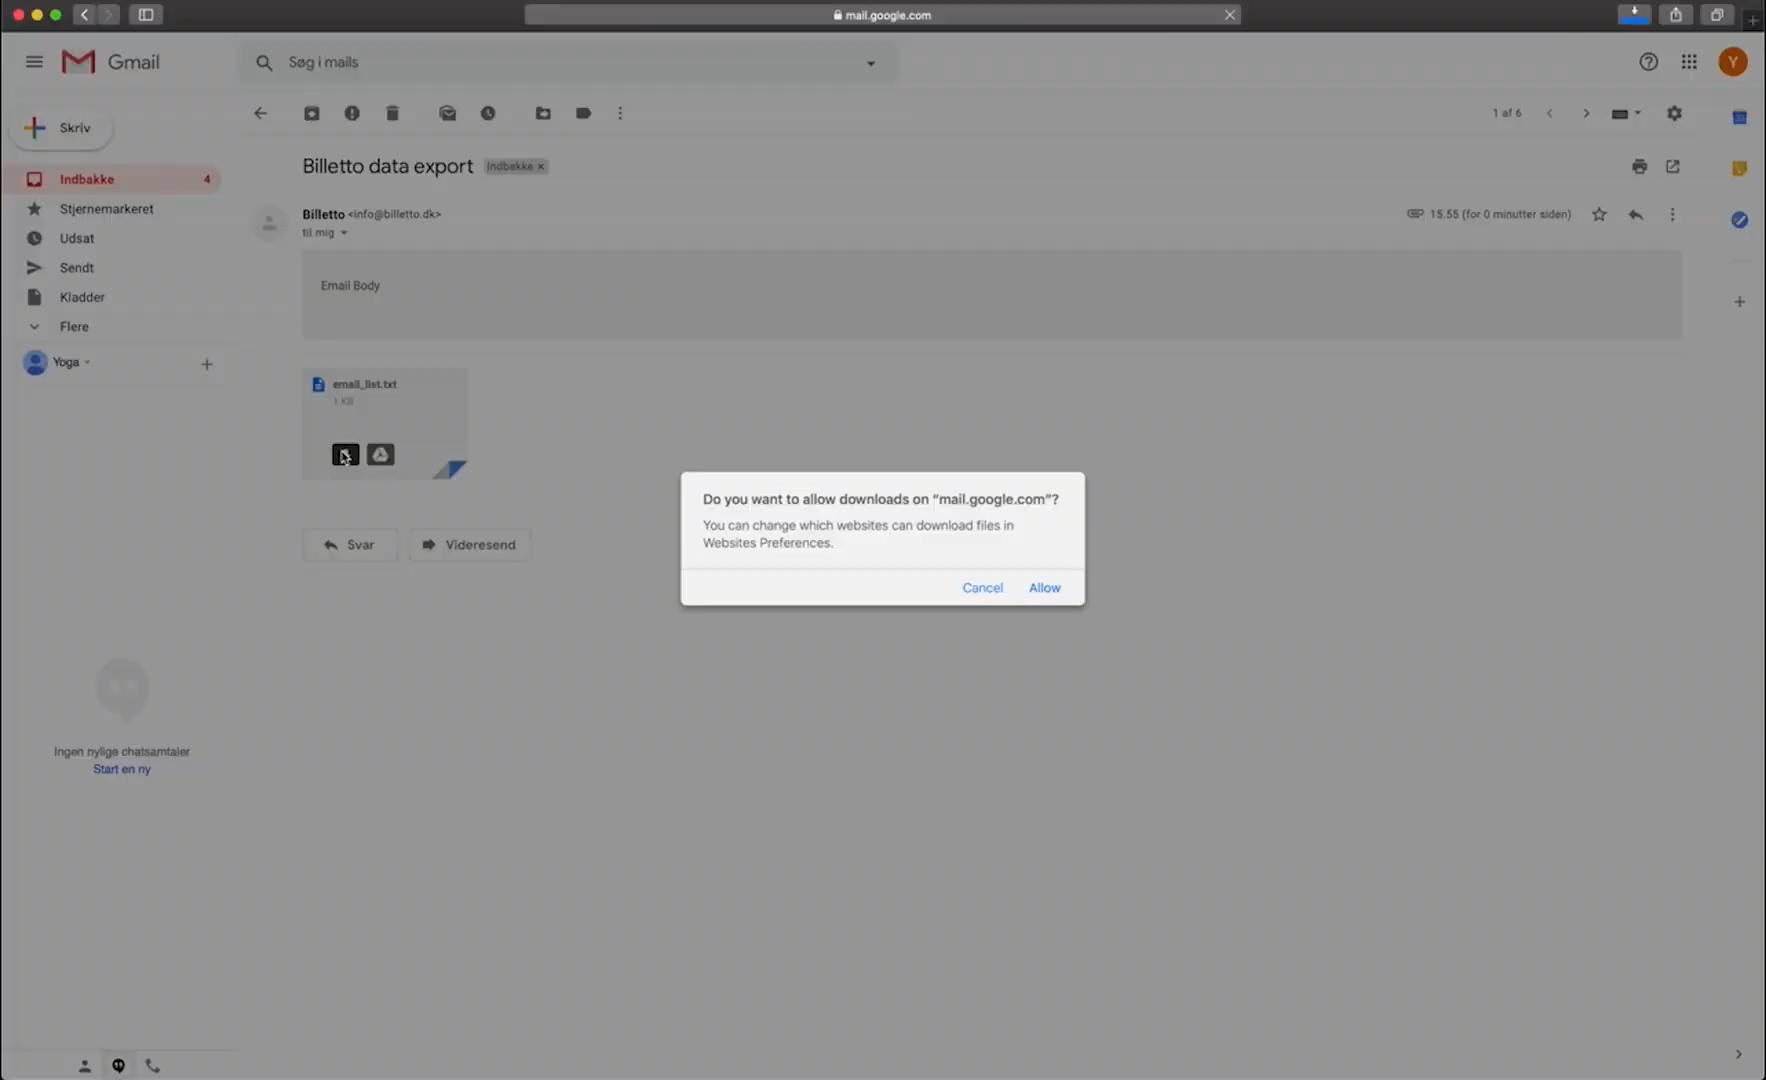 mail.google.com
Gmail
Søg i mails
Y
Skriv
1 af 6
Billetto data export
Indbakke ×
Indbakke
4
Stjernemarkeret
Udsat
Sendt
Kladder
Flere
Yoga
Billetto <info@billetto.dk>
15.55 (for 0 minutter siden)
til mig
Email Body
email_list.txt
1 KB
Svar
Videresend
Do you want to allow downloads on “mail.google.com”?
You can change which websites can download files in
Websites Preferences.
Cancel
Allow
Ingen nylige chatsamtaler
Start en ny